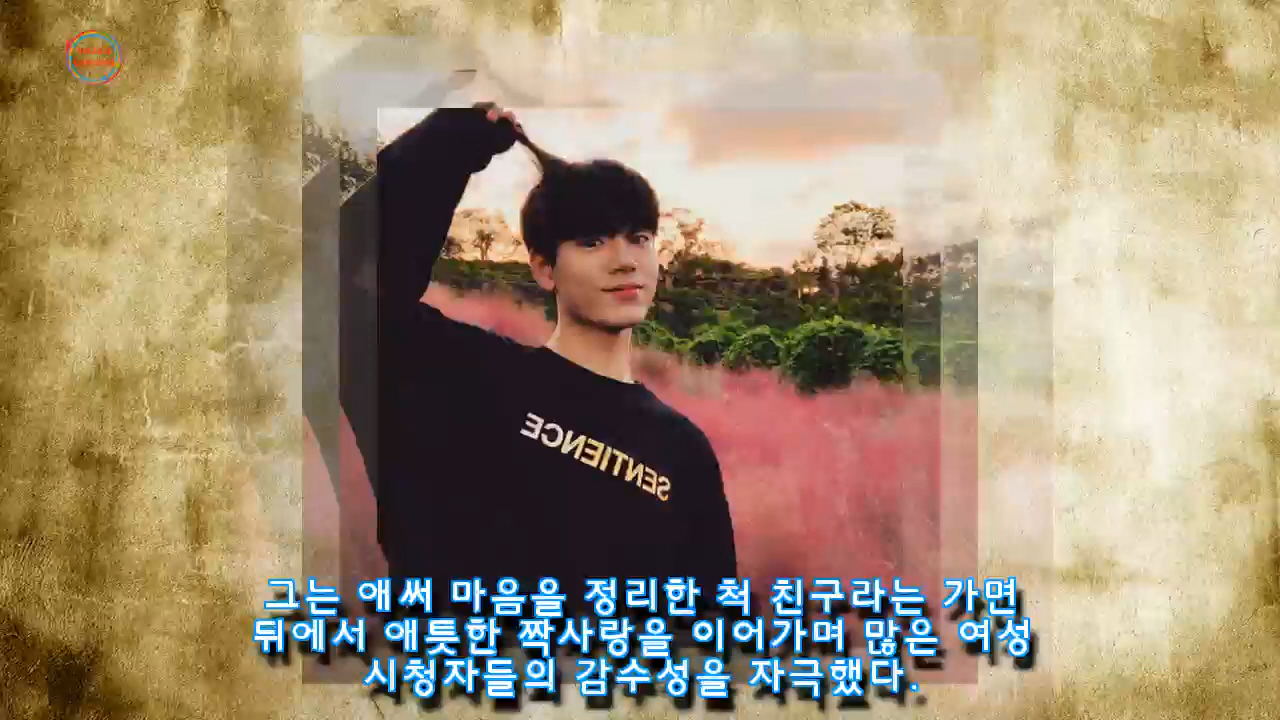 SENTIENCE
그는 애써 마음을 정리한 척 친구라는 가면
뒤에서 애틋한 짝사랑을 이어가며 많은 여성
시청자들의 감수성을 자극했다.